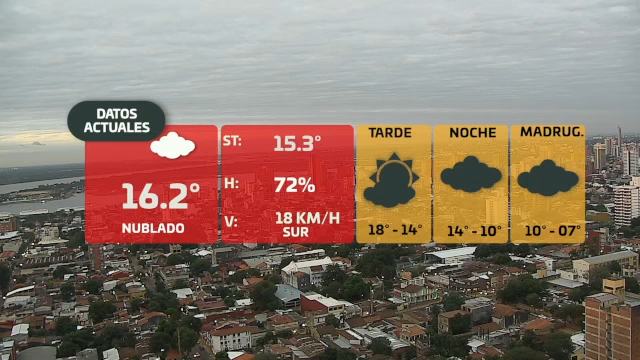 DATOS
ACTUALES
16.2°
NUBLADO
ST: 15.3°
H: 72%
V: 18 KM/H
SUR
TARDE
18° - 14°
NOCHE
14° - 10°
MADRUG.
10° - 07°